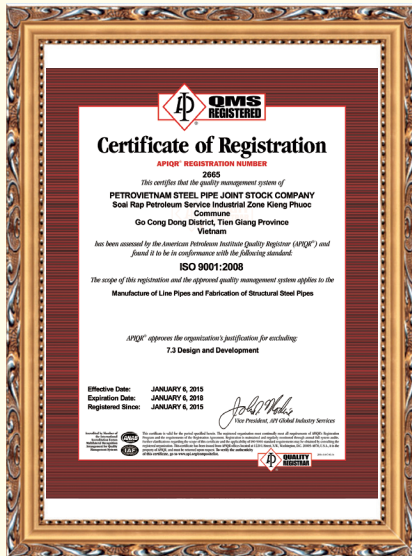 QMS
REGISTERED
Certificate of Registration
APIQR® REGISTRATION NUMBER
2665
This certifies that the quality management system of
PETROVIETNAM STEEL PIPE JOINT STOCK COMPANY
Soai Rap Petroleum Service Industrial Zone Kieng Phuoc
Commune
Go Cong Dong District, Tien Giang Province
Vietnam
has been assessed by the American Petroleum Institute Quality Registrar (APIQR®) and
found it to be in conformance with the following standard:
ISO 9001:2008
The scope of this registration and the approved quality management system applies to the
Manufacture of Line Pipes and Fabrication of Structural Steel Pipes
APIQR® approves the organization's justification for excluding:
7.3 Design and Development
Effective Date: JANUARY 6, 2015
Expiration Date: JANUARY 6, 2018
Registered Since: JANUARY 6, 2015
Vice President, API Global Industry Services
QUALITY
REGISTRAR